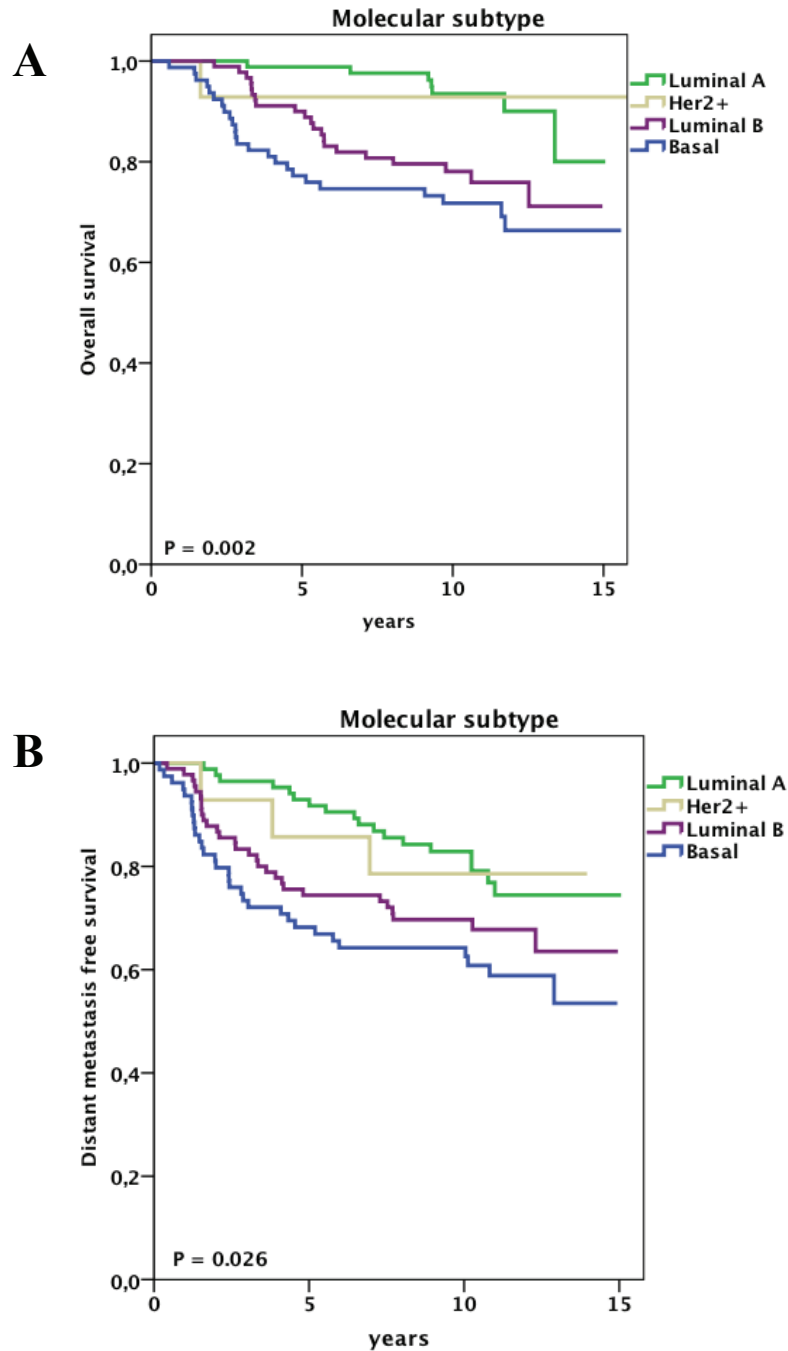 A
Molecular subtype
1,0
0,8
0,6
0,4
0,2
0,0
Overall survival
Luminal A
Her2+
Luminal B
Basal
P = 0.002
0 5 10 15
years
B
Molecular subtype
1,0
0,8
0,6
0,4
0,2
0,0
Distant metastasis free survival
Luminal A
Her2+
Luminal B
Basal
P = 0.026
0 5 10 15
years